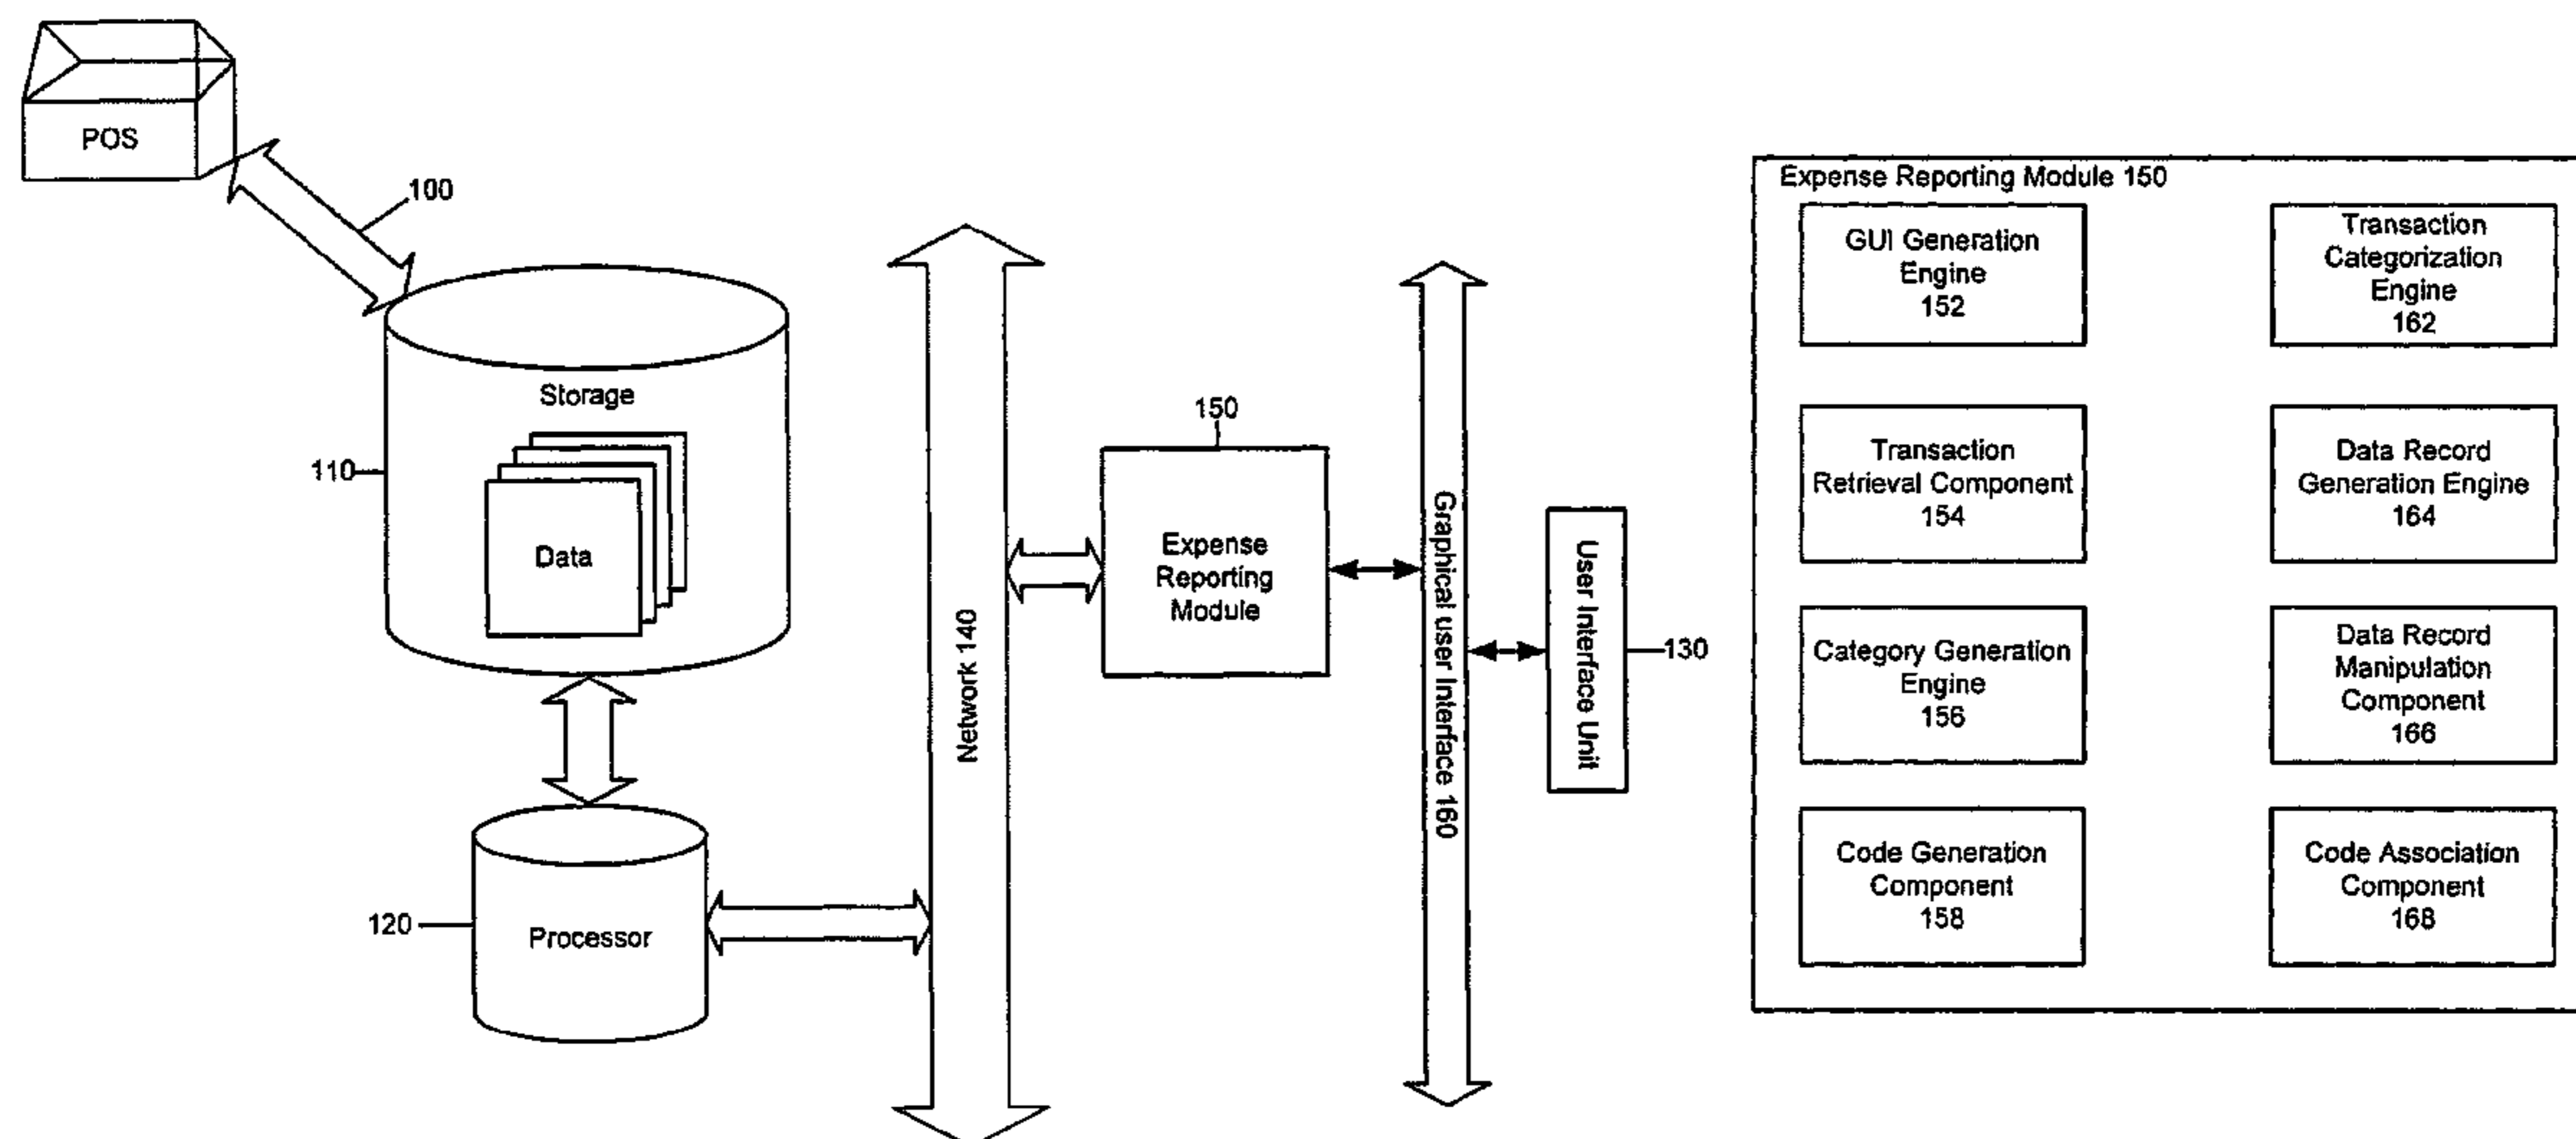 POS
100
Storage
110
Data
120
Processor
Network 140
150
Expense
Reporting
Module
Graphical user Interface 160
User Interface Unit
130
Expense Reporting Module 150
GUI Generation
Engine
152
Transaction
Categorization
Engine
162
Transaction
Retrieval Component
154
Data Record
Generation Engine
164
Category Generation
Engine
156
Data Record
Manipulation
Component
166
Code Generation
Component
158
Code Association
Component
168